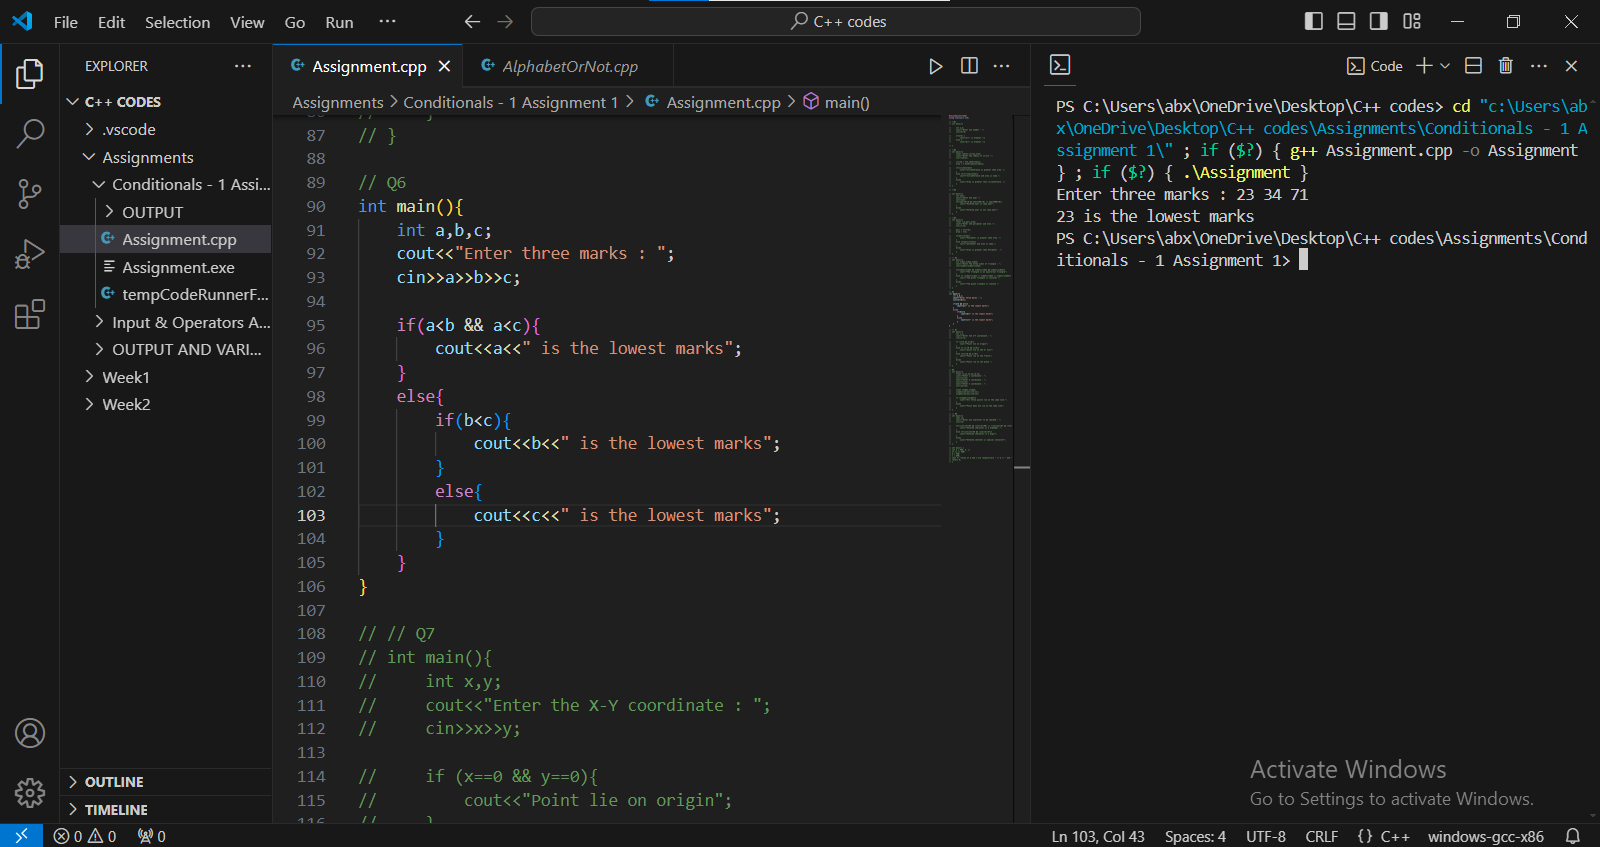 File Edit Selection View Go Run ··· C++ codes
EXPLORER ···
C++ CODES
.vscode
Assignments
Conditionals - 1 Assi...
OUTPUT
Assignment.cpp
Assignment.exe
tempCodeRunnerF...
Input & Operators A...
OUTPUT AND VARI...
Week1
Week2
OUTLINE
TIMELINE
Assignment.cpp AlphabetOrNot.cpp
Assignments > Conditionals - 1 Assignment 1 > Assignment.cpp > main()
87 // }
88
89 // Q6
90 int main(){
91 int a,b,c;
92 cout<<"Enter three marks : ";
93 cin>>a>>b>>c;
94
95 if(a<b && a<c){
96 cout<<a<<" is the lowest marks";
97 }
98 else{
99 if(b<c){
100 cout<<b<<" is the lowest marks";
101 }
102 else{
103 cout<<c<<" is the lowest marks";
104 }
105 }
106 }
107
108 // // Q7
109 // int main(){
110 // int x,y;
111 // cout<<"Enter the X-Y coordinate : ";
112 // cin>>x>>y;
113
114 // if (x==0 && y==0){
115 // cout<<"Point lie on origin";
116 // }
Code
PS C:\Users\abx\OneDrive\Desktop\C++ codes> cd "c:\Users\ab
x\OneDrive\Desktop\C++ codes\Assignments\Conditionals - 1 A
ssignment 1\" ; if ($?) { g++ Assignment.cpp -o Assignment
} ; if ($?) { .\Assignment }
Enter three marks : 23 34 71
23 is the lowest marks
PS C:\Users\abx\OneDrive\Desktop\C++ codes\Assignments\Cond
itionals - 1 Assignment 1>
Activate Windows
Go to Settings to activate Windows.
0 0 0 Ln 103, Col 43 Spaces: 4 UTF-8 CRLF {} C++ windows-gcc-x86